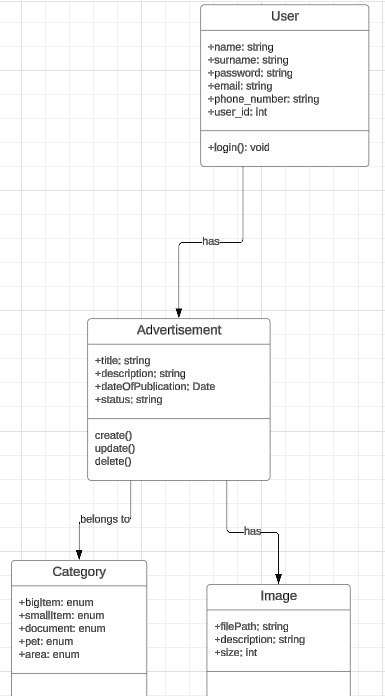 User
+name: string
+surname: string
+password: string
+email: string
+phone_number: string
+user_id: int
+login(): void
has
Advertisement
+title; string
+description; string
+dateOfPublication; Date
+status; string
create()
update()
delete()
belongs to
has
Category
+bigItem: enum
+smallItem: enum
+document: enum
+pet: enum
+area: enum
Image
+filePath; string
+description; string
+size; int